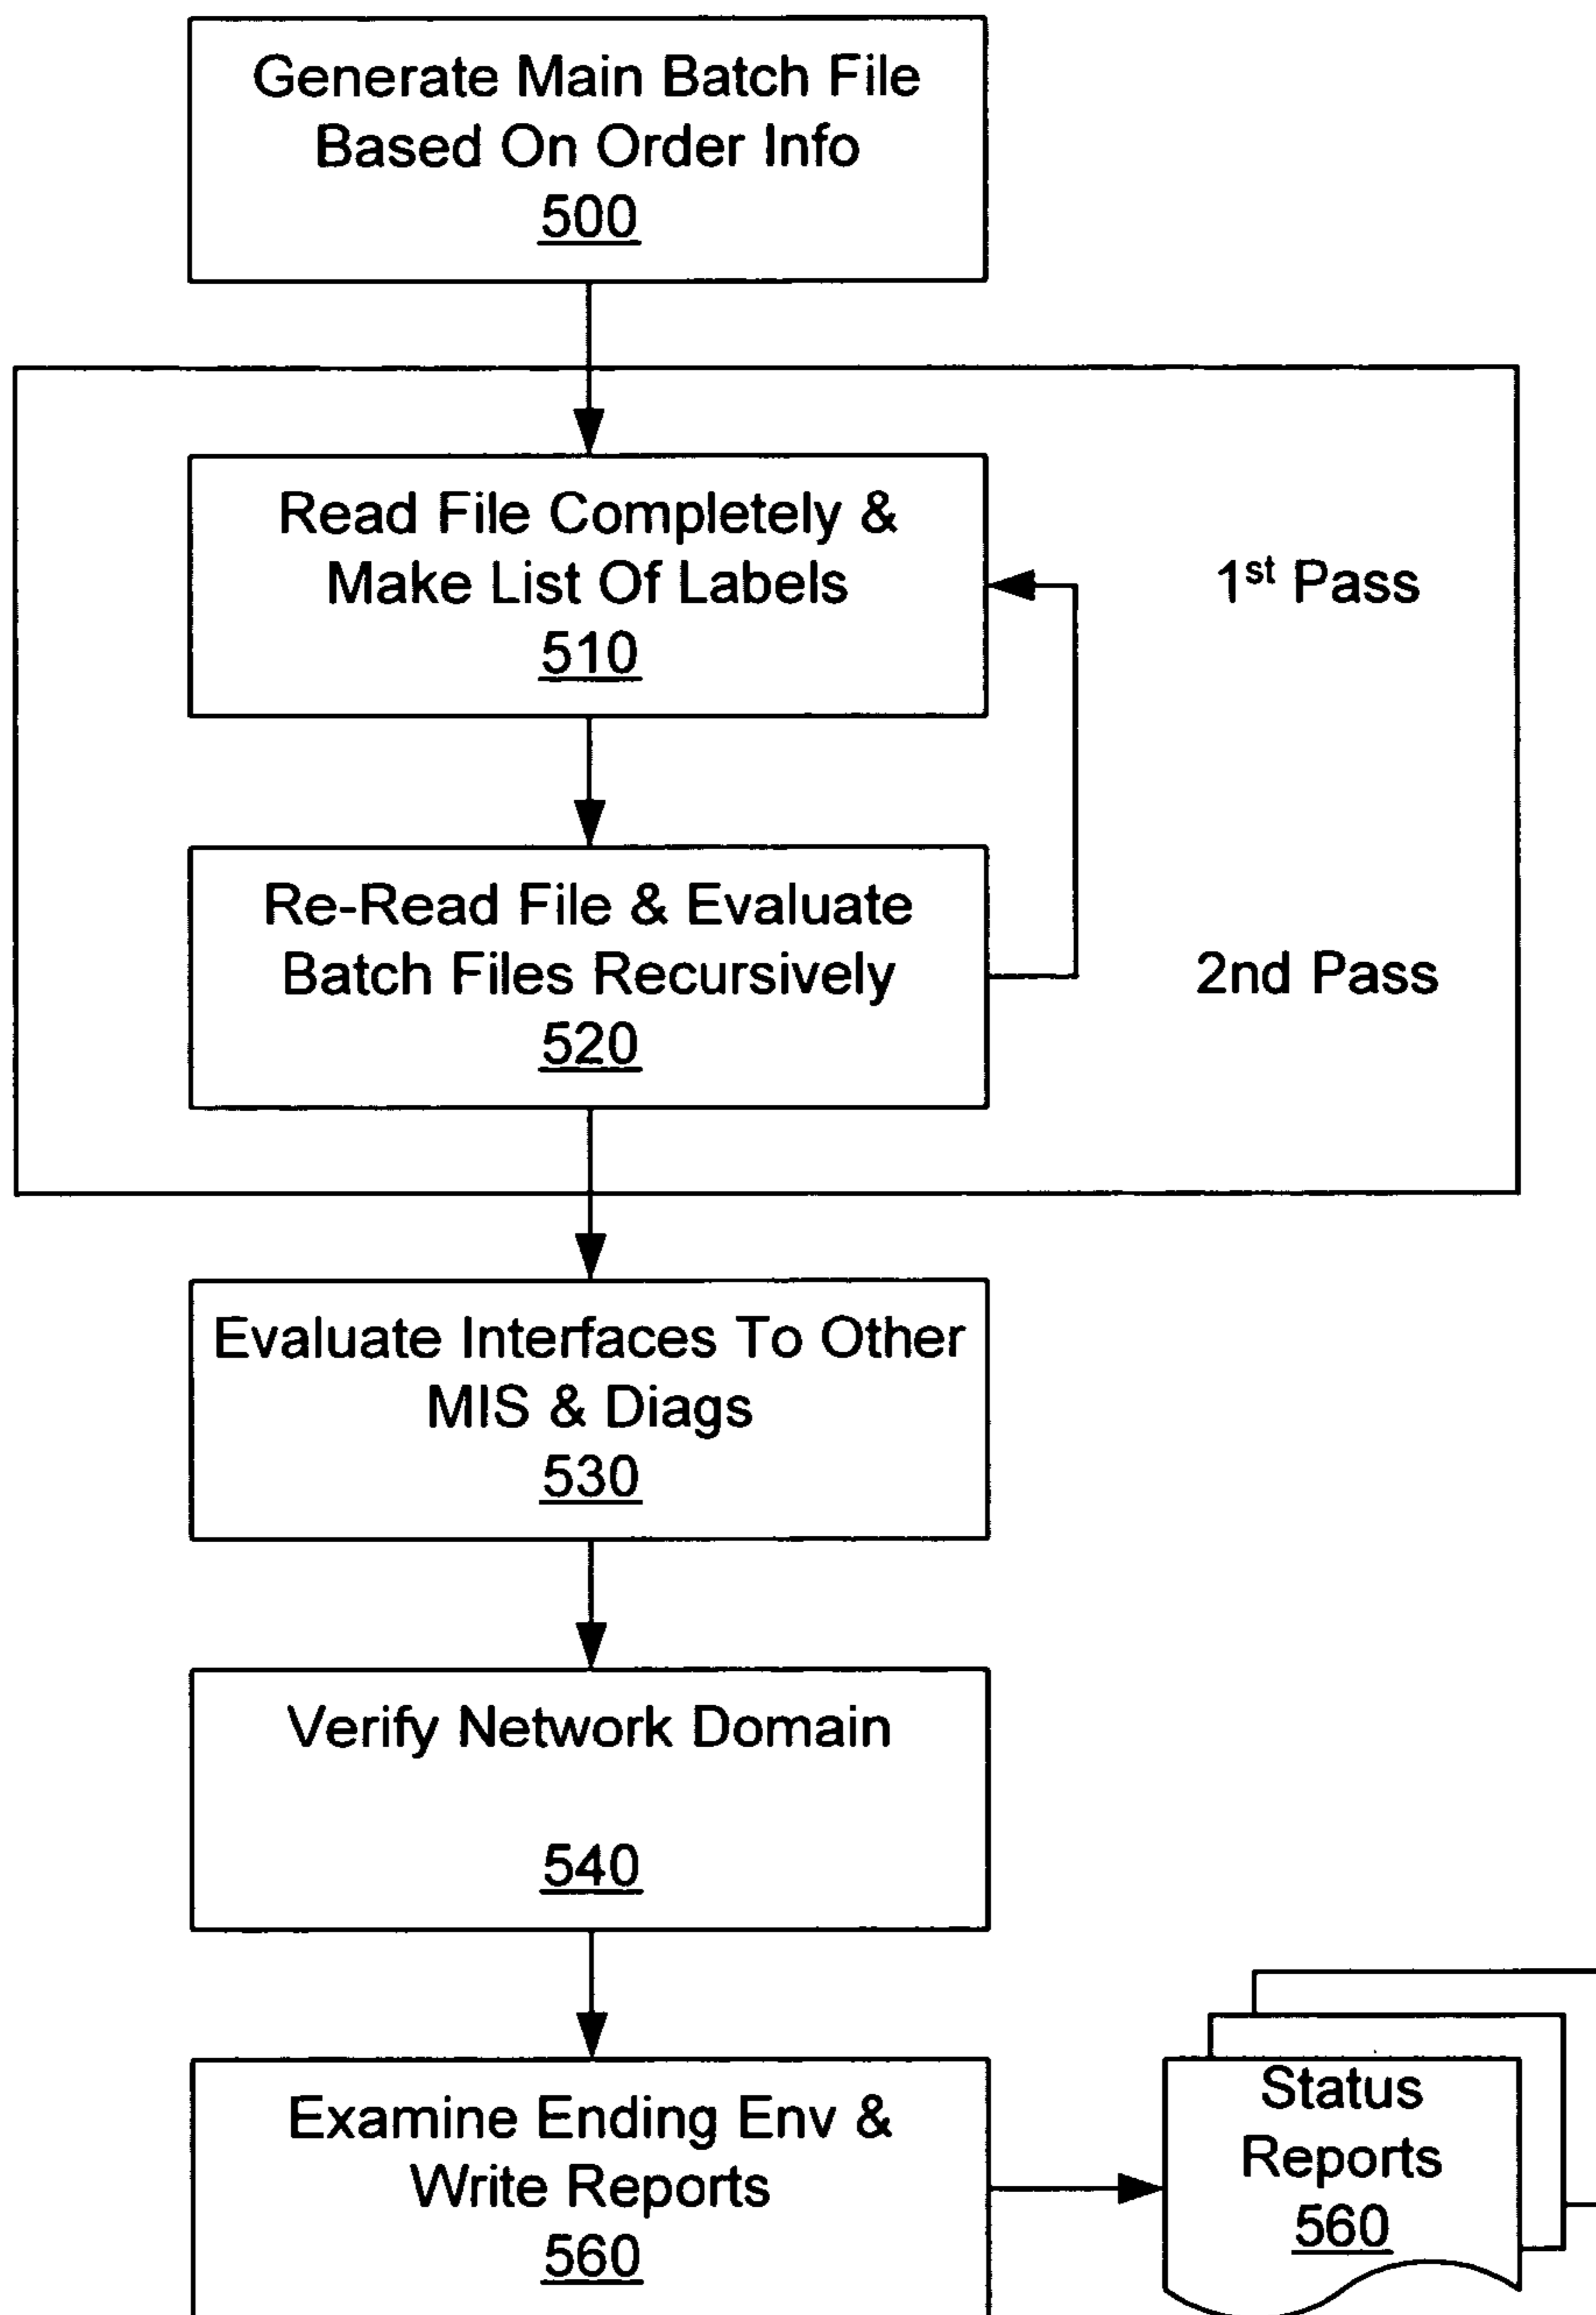 Generate Main Batch File
Based On Order Info
500
Read File Completely &
Make List Of Labels
510
1st Pass
Re-Read File & Evaluate
Batch Files Recursively
520
2nd Pass
Evaluate Interfaces To Other
MIS & Diags
530
Verify Network Domain
540
Examine Ending Env &
Write Reports
560
Status
Reports
560